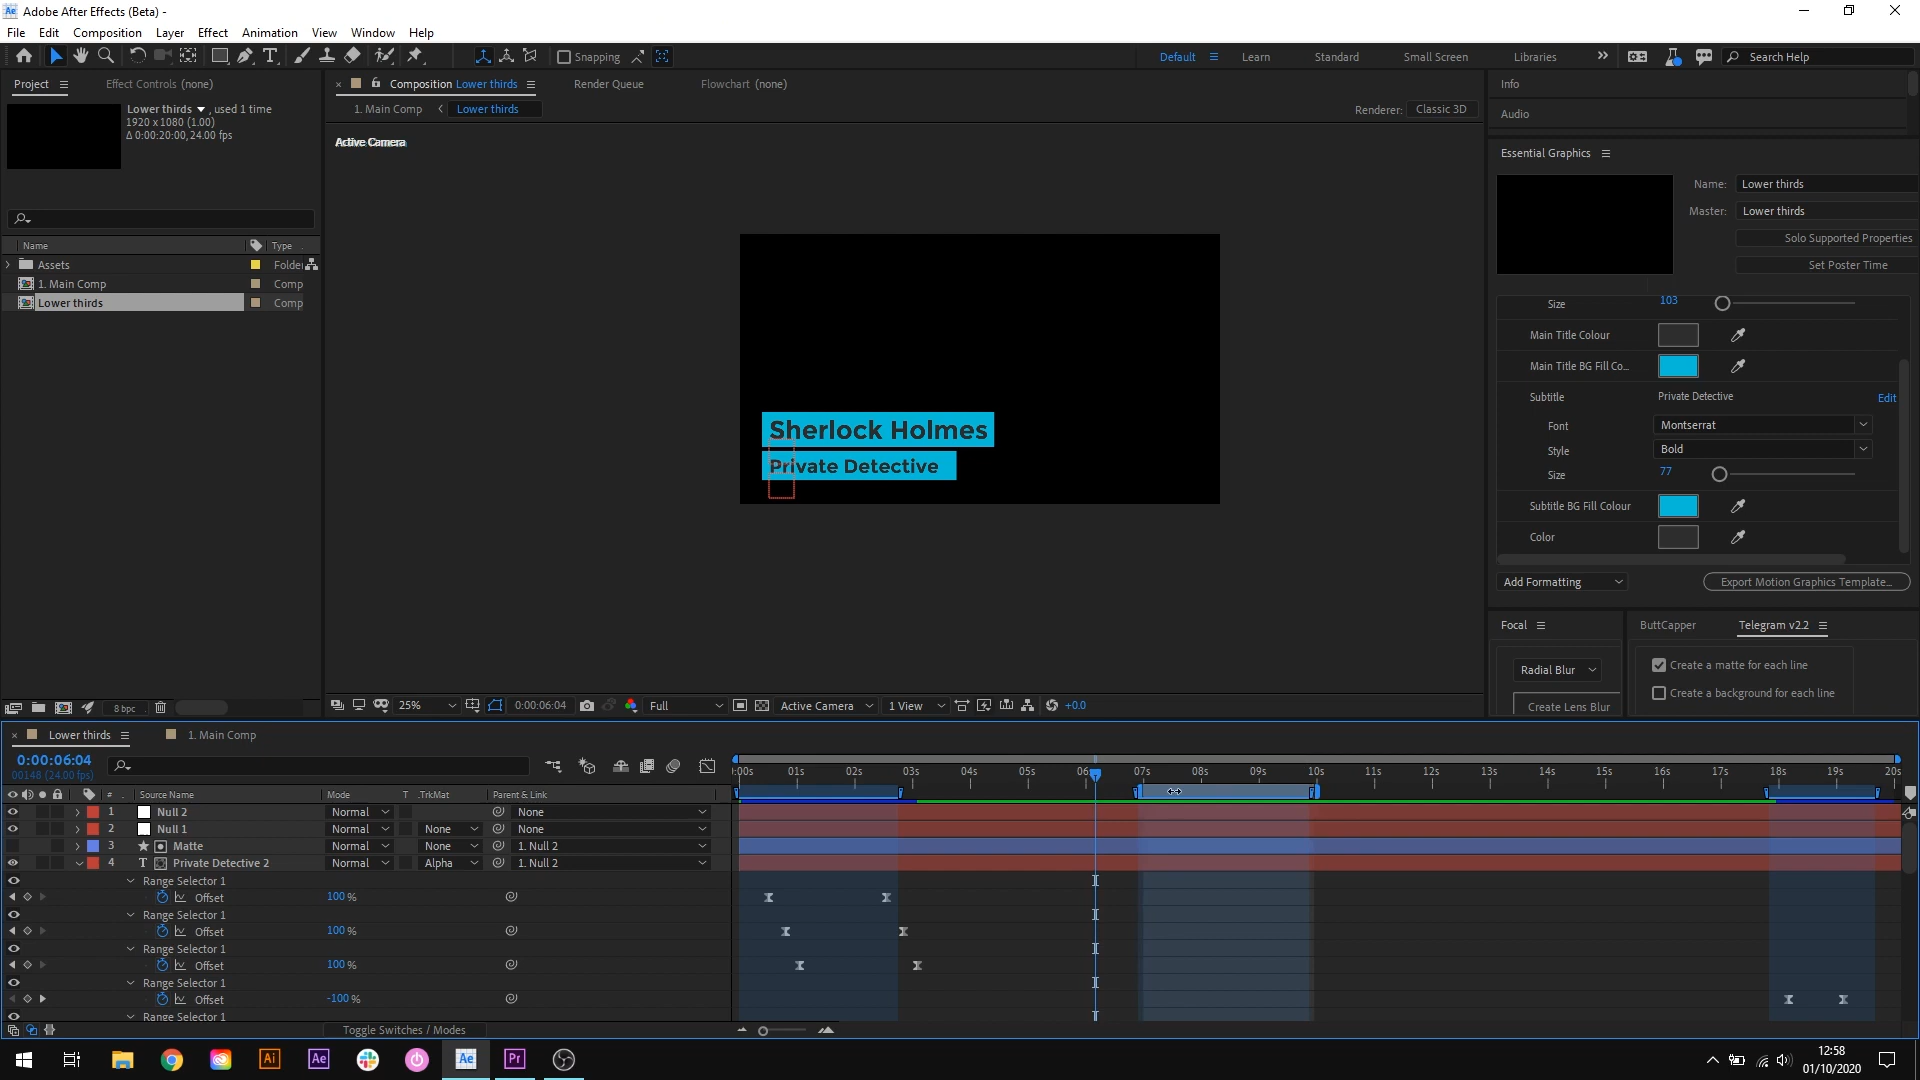 Adobe After Effects (Beta) -
File Edit Composition Layer Effect Animation View Window Help
Snapping Default Learn Standard Small Screen Libraries Search Help
Project Effect Controls (none)
Lower thirds , used 1 time
1920 x 1080 (1.00)
Δ 0:00:20:00, 24.00 fps
Name Type
Assets Folder
1. Main Comp Comp
Lower thirds Comp
8 bpc
Composition Lower thirds Render Queue Flowchart (none)
1. Main Comp Lower thirds Renderer: Classic 3D
Active Camera
Sherlock Holmes
Private Detective
25% 0:00:06:04 Full Active Camera 1 View +0.0
Info
Audio
Essential Graphics
Name: Lower thirds
Master: Lower thirds
Solo Supported Properties
Set Poster Time
Size 103
Main Title Colour
Main Title BG Fill Co...
Subtitle Private Detective Edit
Font Montserrat
Style Bold
Size 77
Subtitle BG Fill Colour
Color
Add Formatting Export Motion Graphics Template...
Focal ButtCapper Telegram v2.2
Radial Blur Create a matte for each line
Create a background for each line
Create Lens Blur
Lower thirds 1. Main Comp
0:00:06:04
00148 (24.00 fps)
:00s 01s 02s 03s 04s 05s 06 07s 08s 09s 10s 11s 12s 13s 14s 15s 16s 17s 18s 19s 20s
# Source Name Mode T .TrkMat Parent & Link
1 Null 2 Normal None
2 Null 1 Normal None None
3 Matte Normal None 1. Null 2
4 T Private Detective 2 Normal Alpha 1. Null 2
Range Selector 1
Offset 100 %
Range Selector 1
Offset 100 %
Range Selector 1
Offset 100 %
Range Selector 1
Offset -100 %
Range Selector 1
Toggle Switches / Modes
Ai Ae Ae Pr
12:58
01/10/2020